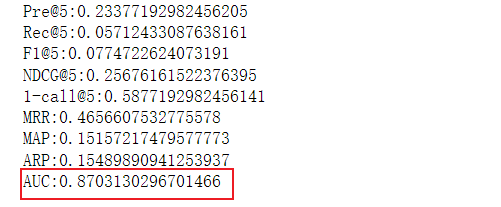 Pre@5:0.23377192982456205
Rec@5:0.05712433087638161
F1@5:0.0774722624073191
NDCG@5:0.25676161522376395
1-call@5:0.5877192982456141
MRR:0.4656607532775578
MAP:0.15157217479577773
ARP:0.15489890941253937
AUC:0.8703130296701466